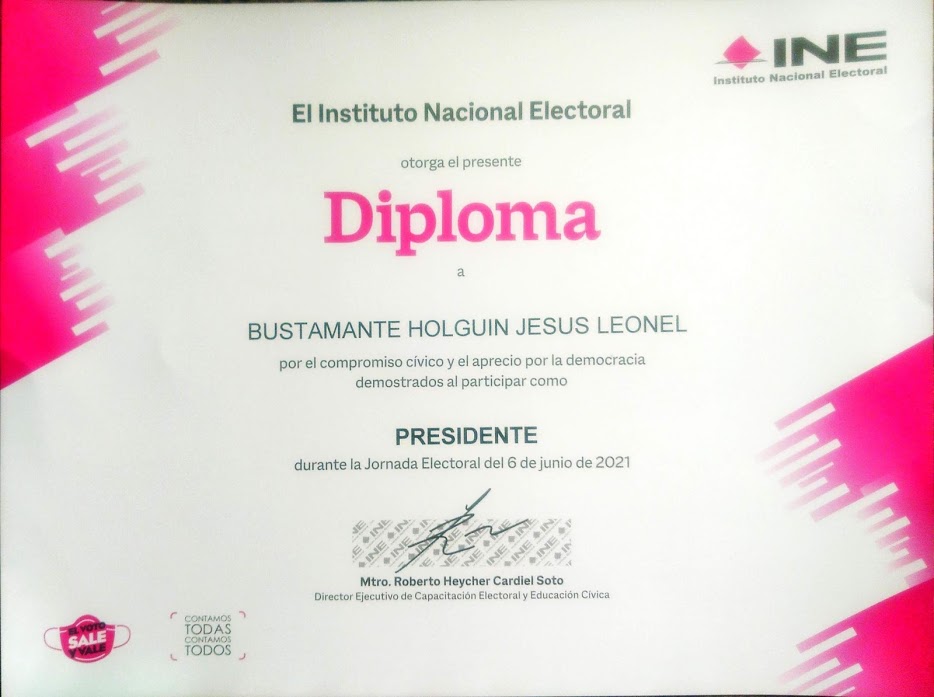 INE
Instituto Nacional Electoral
El Instituto Nacional Electoral
otorga el presente
Diploma
a
BUSTAMANTE HOLGUIN JESUS LEONEL
por el compromiso cívico y el aprecio por la democracia
demostrados al participar como
PRESIDENTE
durante la Jornada Electoral del 6 de junio de 2021
INE INE INE INE INE
Mtro. Roberto Heycher Cardiel Soto
Director Ejecutivo de Capacitación Electoral y Educación Cívica
EL VOTO
SALE
Y VALE
CONTAMOS
TODAS
CONTAMOS
TODOS